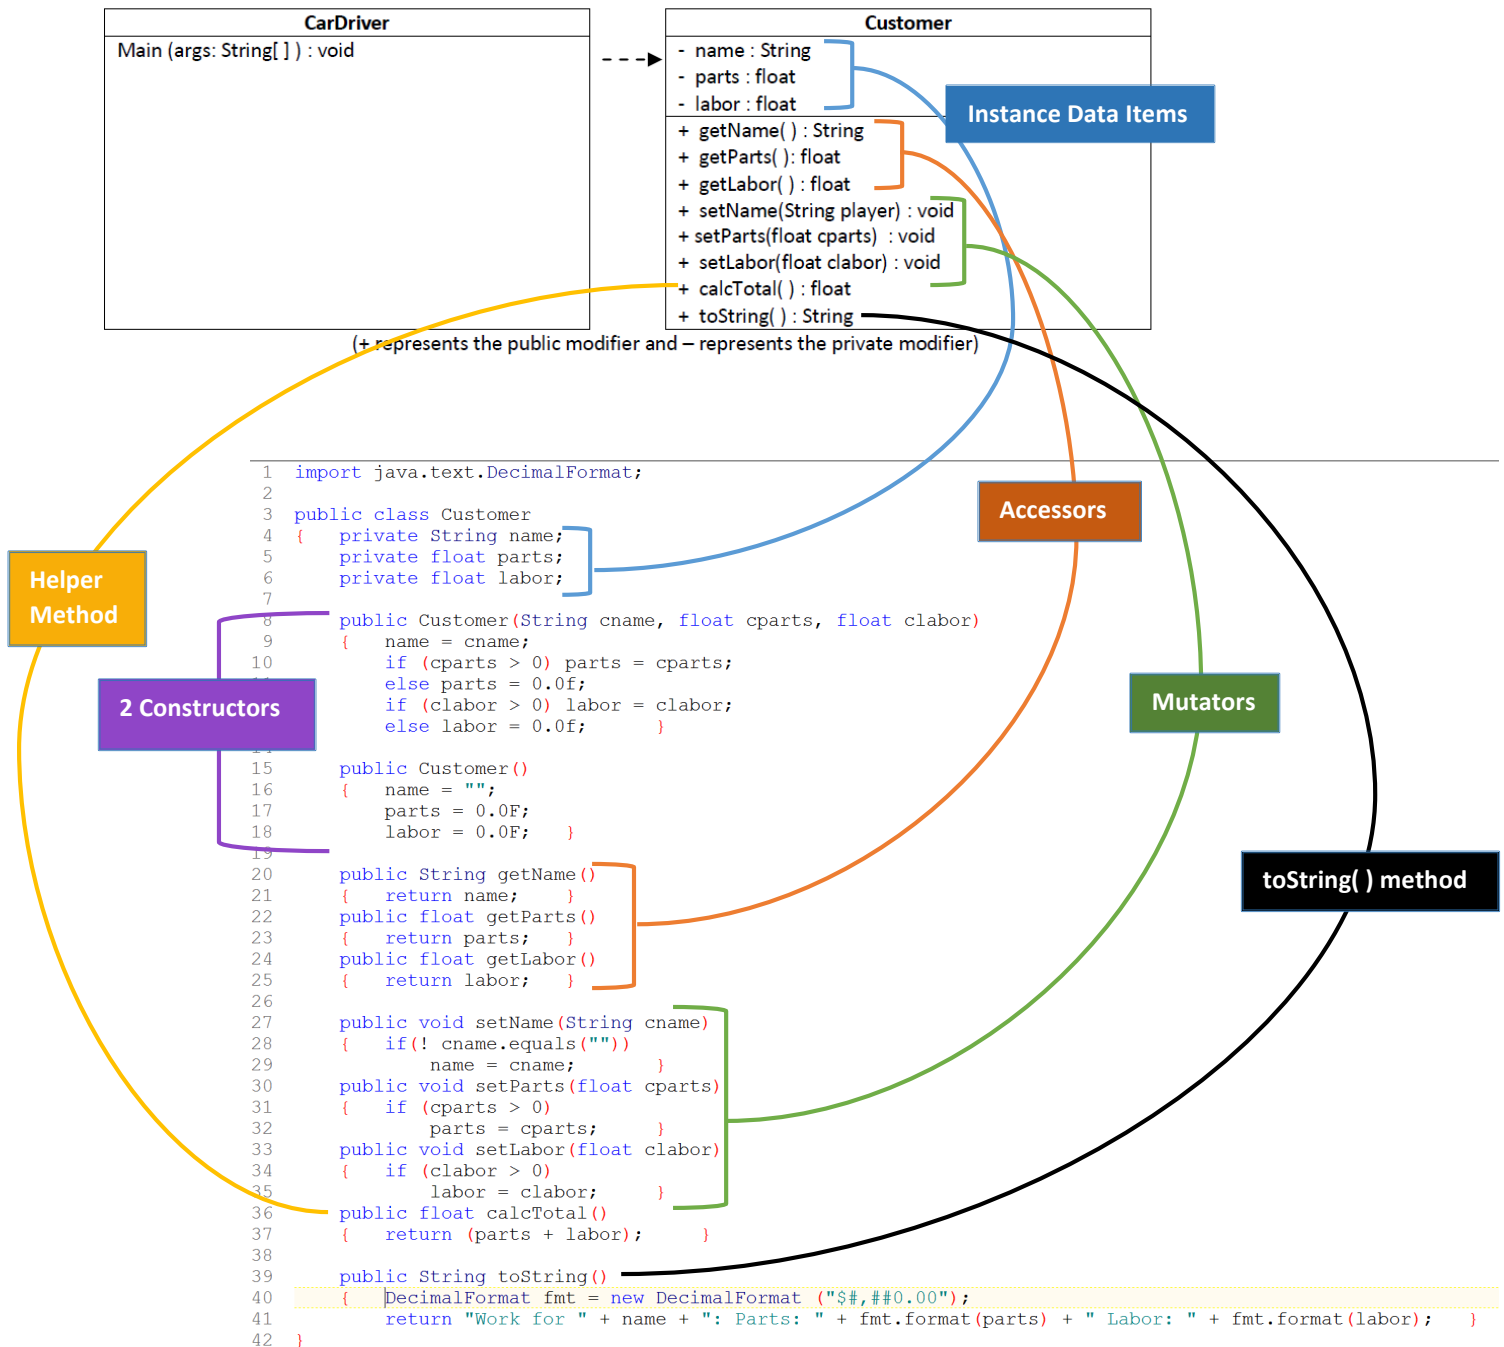 CarDriver
Main (args: String[ ] ) : void
Customer
- name : String
- parts : float
- labor : float
Instance Data Items
+ getName( ) : String
+ getParts( ): float
+ getLabor( ) : float
+ setName(String player) : void
+ setParts(float cparts) : void
+ setLabor(float clabor) : void
+ calcTotal( ) : float
+ toString( ) : String
(+ represents the public modifier and – represents the private modifier)
Accessors
Helper
Method
2 Constructors
Mutators
toString( ) method
1 import java.text.DecimalFormat;
2
3 public class Customer
4 { private String name;
5 private float parts;
6 private float labor;
7
8 public Customer(String cname, float cparts, float clabor)
9 { name = cname;
10 if (cparts > 0) parts = cparts;
else parts = 0.0f;
if (clabor > 0) labor = clabor;
else labor = 0.0f; }
14
15 public Customer()
16 { name = "";
17 parts = 0.0F;
18 labor = 0.0F; }
19
20 public String getName()
21 { return name; }
22 public float getParts()
23 { return parts; }
24 public float getLabor()
25 { return labor; }
26
27 public void setName(String cname)
28 { if(! cname.equals(""))
29 name = cname; }
30 public void setParts(float cparts)
31 { if (cparts > 0)
32 parts = cparts; }
33 public void setLabor(float clabor)
34 { if (clabor > 0)
35 labor = clabor; }
36 public float calcTotal()
37 { return (parts + labor); }
38
39 public String toString()
40 { DecimalFormat fmt = new DecimalFormat ("$#,##0.00");
41 return "Work for " + name + ": Parts: " + fmt.format(parts) + " Labor: " + fmt.format(labor); }
42 }